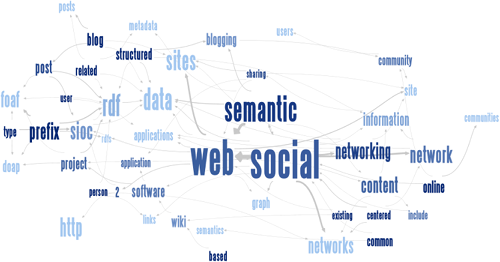 posts
metadata
blog
blogging
users
structured
sites
community
post
related
sharing
foaf
user
rdf
data
site
semantic
information
communities
type
prefix
sioc
rdfs
applications
networking
network
doap
project
application
web
social
content
online
person
2
software
graph
existing
centered
include
http
links
wiki
semantics
networks
common
based